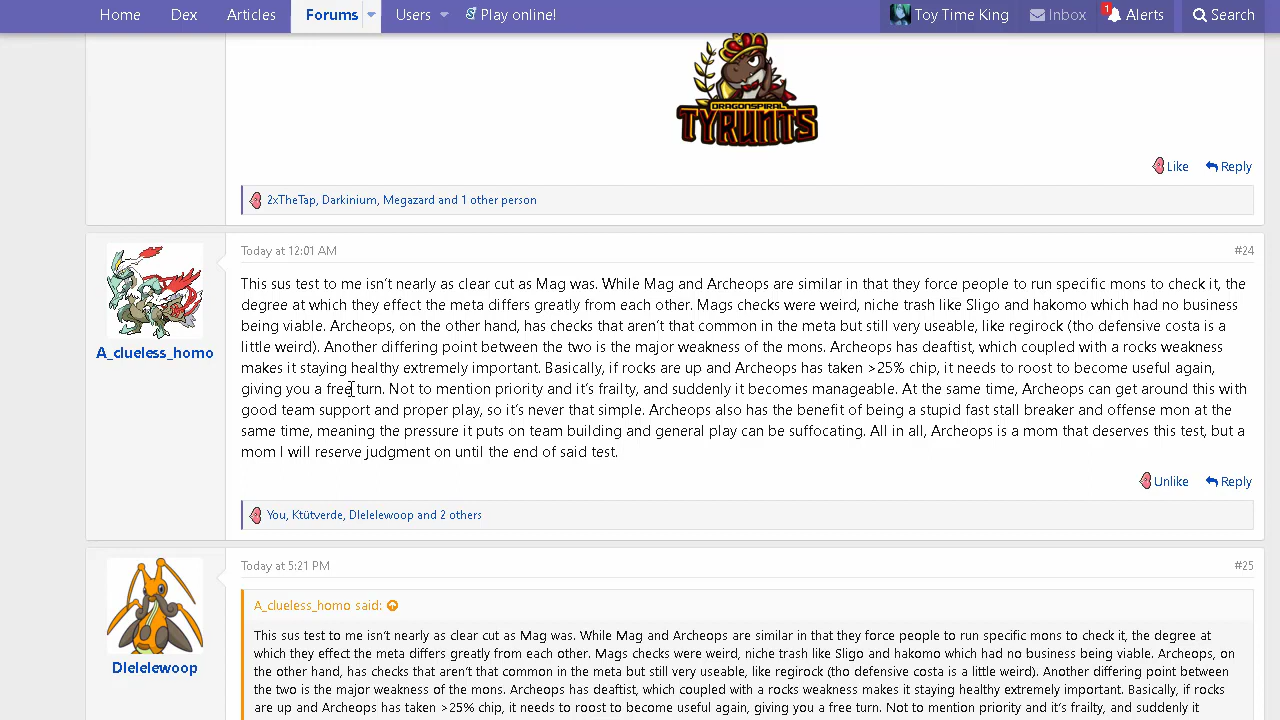 Home Dex Articles Forums Users Play online! Toy Time King Inbox 1 Alerts Search
DRAGONSPIRAL
TYRUNTS
Like Reply
2xTheTap, Darkinium, Megazard and 1 other person
Today at 12:01 AM #24
A_clueless_homo
This sus test to me isn't nearly as clear cut as Mag was. While Mag and Archeops are similar in that they force people to run specific mons to check it, the
degree at which they effect the meta differs greatly from each other. Mags checks were weird, niche trash like Sligo and hakomo which had no business
being viable. Archeops, on the other hand, has checks that aren't that common in the meta but still very useable, like regirock (tho defensive costa is a
little weird). Another differing point between the two is the major weakness of the mons. Archeops has deaftist, which coupled with a rocks weakness
makes it staying healthy extremely important. Basically, if rocks are up and Archeops has taken >25% chip, it needs to roost to become useful again,
giving you a free turn. Not to mention priority and it's frailty, and suddenly it becomes manageable. At the same time, Archeops can get around this with
good team support and proper play, so it's never that simple. Archeops also has the benefit of being a stupid fast stall breaker and offense mon at the
same time, meaning the pressure it puts on team building and general play can be suffocating. All in all, Archeops is a mom that deserves this test, but a
mom I will reserve judgment on until the end of said test.
Unlike Reply
You, Ktütverde, Dlelelewoop and 2 others
Today at 5:21 PM #25
Dlelelewoop
A_clueless_homo said:
This sus test to me isn't nearly as clear cut as Mag was. While Mag and Archeops are similar in that they force people to run specific mons to check it, the degree at
which they effect the meta differs greatly from each other. Mags checks were weird, niche trash like Sligo and hakomo which had no business being viable. Archeops, on
the other hand, has checks that aren't that common in the meta but still very useable, like regirock (tho defensive costa is a little weird). Another differing point between
the two is the major weakness of the mons. Archeops has deaftist, which coupled with a rocks weakness makes it staying healthy extremely important. Basically, if rocks
are up and Archeops has taken >25% chip, it needs to roost to become useful again, giving you a free turn. Not to mention priority and it's frailty, and suddenly it